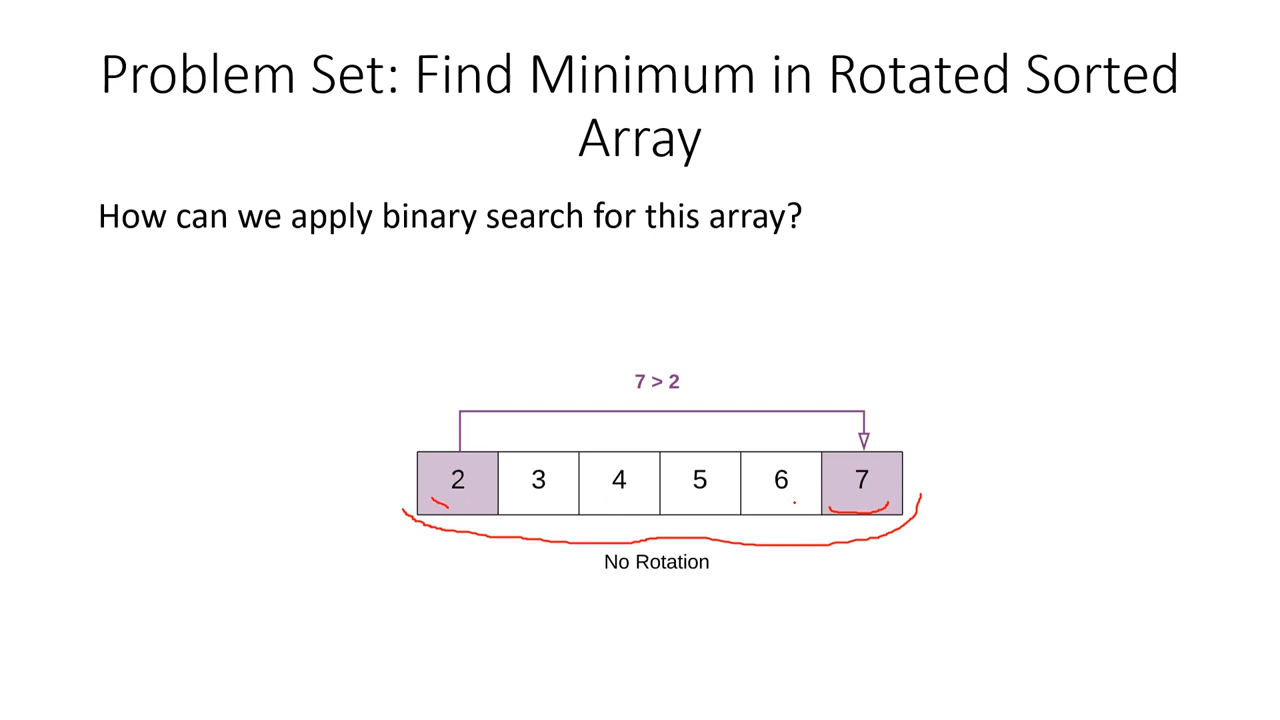 Problem Set: Find Minimum in Rotated Sorted
Array
How can we apply binary search for this array?
7 > 2
2 3 4 5 6 7
No Rotation